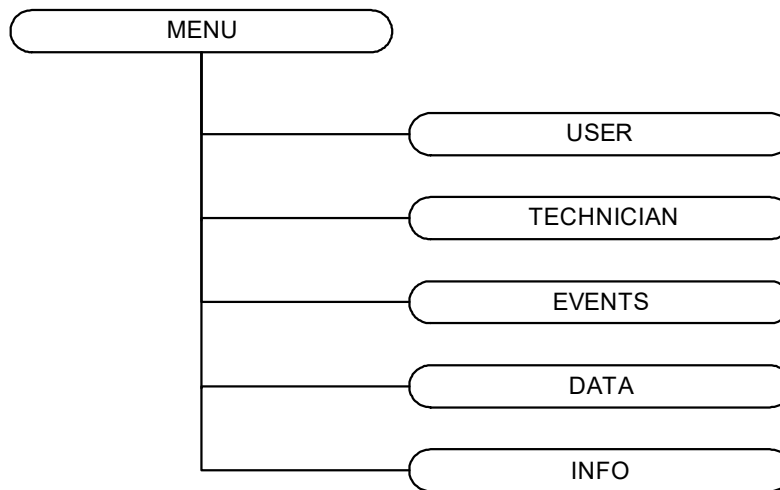 MENU
USER
TECHNICIAN
EVENTS
DATA
INFO